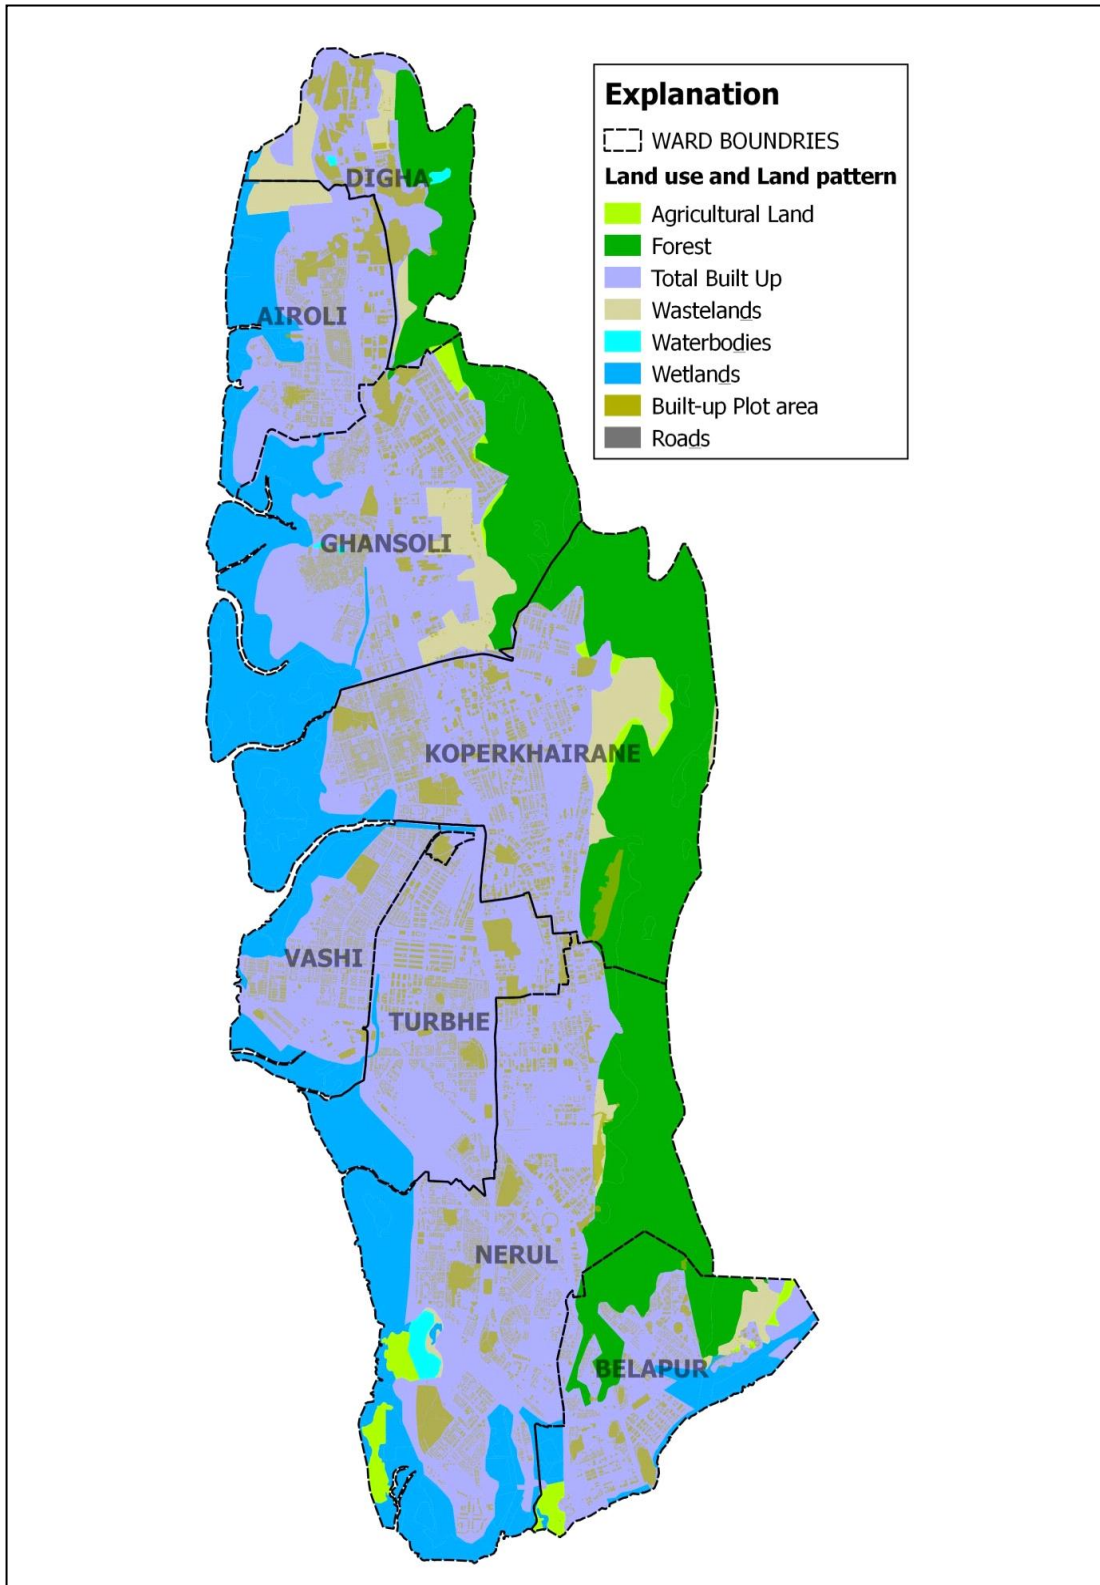 Explanation
WARD BOUNDRIES
Land use and Land pattern
Agricultural Land
Forest
Total Built Up
Wastelands
Waterbodies
Wetlands
Built-up Plot area
Roads
DIGHA
AIROLI
GHANSOLI
KOPERKHAIRANE
VASHI
TURBHE
NERUL
BELAPUR